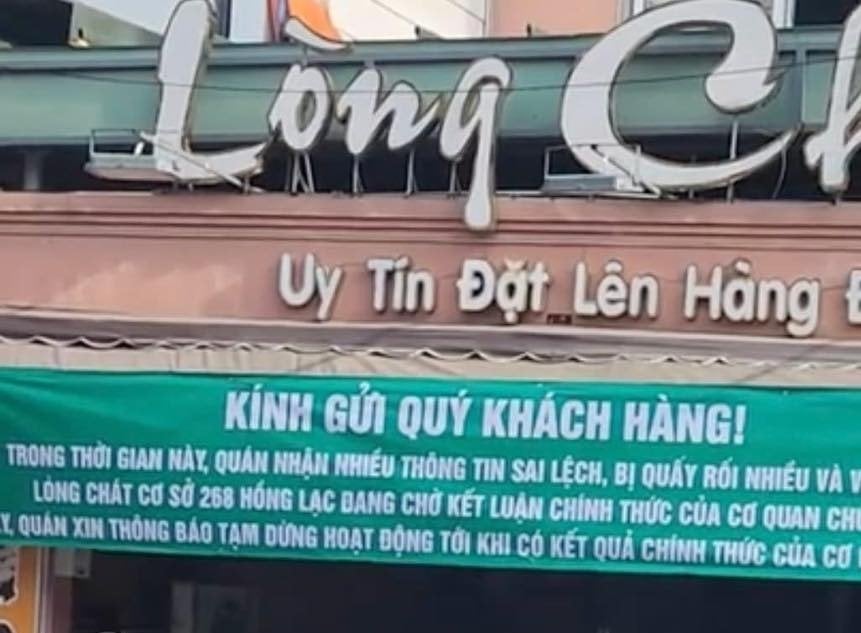 Lòng Ch
Uy Tín Đặt Lên Hàng Đ
KÍNH GỬI QUÝ KHÁCH HÀNG!
TRONG THỜI GIAN NÀY, QUÁN NHẬN NHIỀU THÔNG TIN SAI LỆCH, BỊ QUẤY RỐI NHIỀU VÀ V
LÒNG CHÁT CƠ SỞ 268 HỒNG LẠC ĐANG CHỜ KẾT LUẬN CHÍNH THỨC CỦA CƠ QUAN CH
Y, QUÁN XIN THÔNG BÁO TẠM DỪNG HOẠT ĐỘNG TỚI KHI CÓ KẾT QUẢ CHÍNH THỨC CỦA CƠ